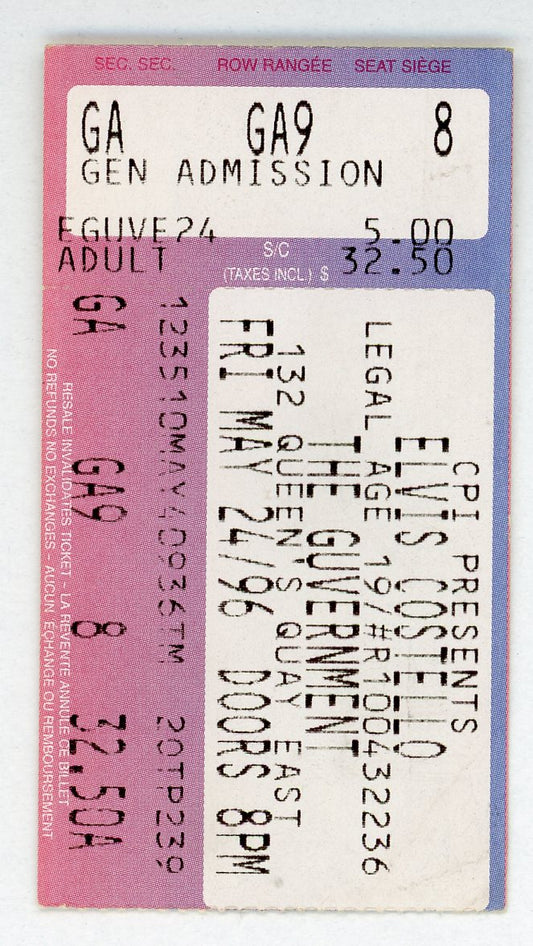 SEC. SEC. ROW RANGÉE SEAT SIÈGE
GA GA9 8
GEN ADMISSION
EGUVE24 5.00
S/C
ADULT (TAXES INCL.) $ 32.50
CPI PRESENTS
ELVIS COSTELLO
LEGAL AGE 19/#R100432236
THE GUVERNMENT
132 QUEEN'S QUAY EAST
FRI MAY 24/96 DOORS 8PM
123510MAY40936TM 20TP239
GA GA9 8 32.50A
RESALE INVALIDATES TICKET - LA REVENTE ANNULE CE BILLET
NO REFUNDS NO EXCHANGES - AUCUN ÉCHANGE OU REMBOURSEMENT